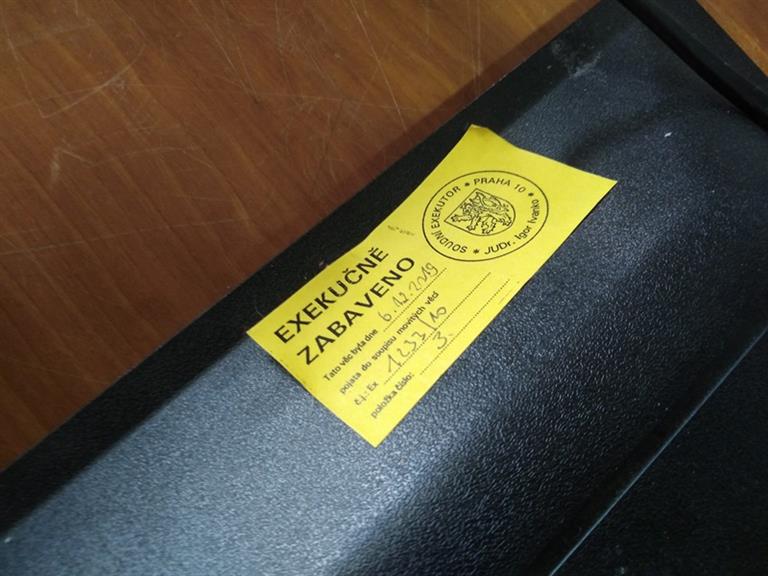 EXEKUČNĚ
ZABAVENO
Tato věc byla dne 6.12.2019
pojata do soupisu movitých věcí
č.j.: Ex 1233/10
položka číslo: 3.
SOUDNÍ EXEKUTOR * PRAHA 10 * JUDr. Igor Ivanko